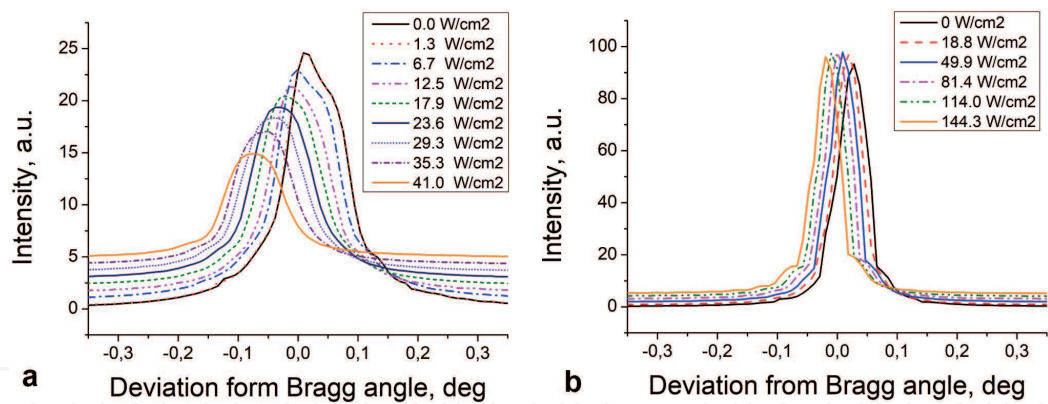 0.0 W/cm2
1.3 W/cm2
6.7 W/cm2
12.5 W/cm2
17.9 W/cm2
23.6 W/cm2
29.3 W/cm2
35.3 W/cm2
41.0 W/cm2
25
20
15
10
5
0
Intensity, a.u.
-0,3 -0,2 -0,1 0,0 0,1 0,2 0,3
Deviation form Bragg angle, deg
a
0 W/cm2
18.8 W/cm2
49.9 W/cm2
81.4 W/cm2
114.0 W/cm2
144.3 W/cm2
100
80
60
40
20
0
Intensity, a.u.
-0,3 -0,2 -0,1 0,0 0,1 0,2 0,3
Deviation from Bragg angle, deg
b